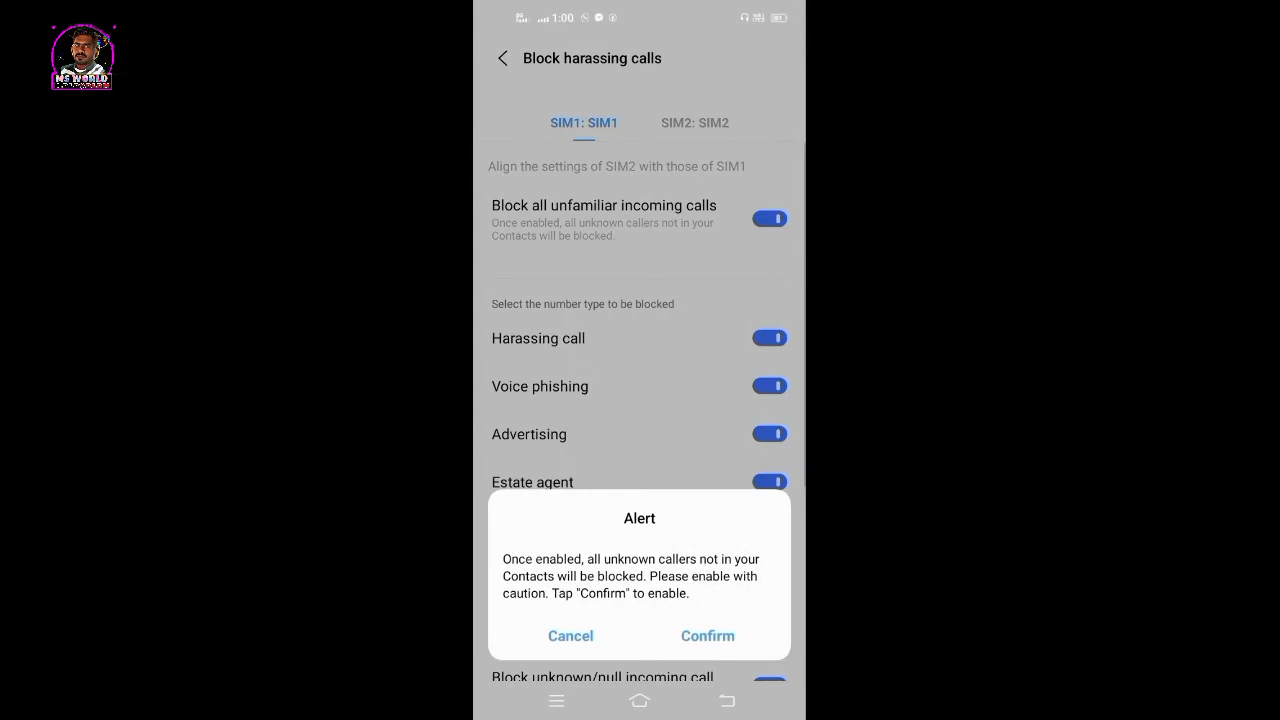 MS WORLD
1:00
Block harassing calls
SIM1: SIM1
SIM2: SIM2
Align the settings of SIM2 with those of SIM1
Block all unfamiliar incoming calls
Once enabled, all unknown callers not in your
Contacts will be blocked.
Select the number type to be blocked
Harassing call
Voice phishing
Advertising
Estate agent
Alert
Once enabled, all unknown callers not in your
Contacts will be blocked. Please enable with
caution. Tap "Confirm" to enable.
Cancel
Confirm
Block unknown/null incoming call